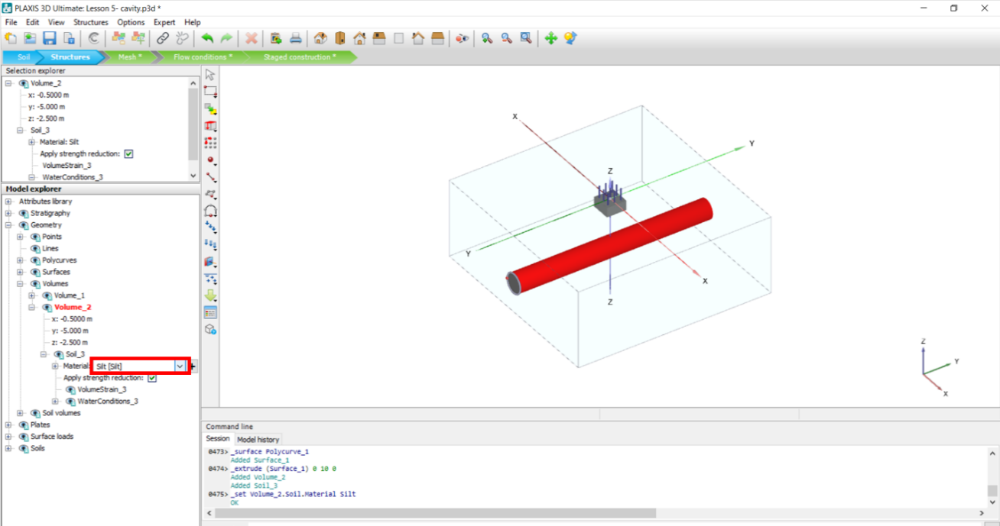 PLAXIS 3D Ultimate: Lesson 5- cavity.p3d *
File Edit View Structures Options Expert Help
Soil Structures Mesh * Flow conditions * Staged construction *
Selection explorer
Volume_2
x: -0.5000 m
y: -5.000 m
z: -2.500 m
Soil_3
Material: Silt
Apply strength reduction:
VolumeStrain_3
WaterConditions_3
Model explorer
Attributes library
Stratigraphy
Geometry
Points
Lines
Polycurves
Surfaces
Volumes
Volume_1
Volume_2
x: -0.5000 m
y: -5.000 m
z: -2.500 m
Soil_3
Material: Silt [Silt]
Apply strength reduction:
VolumeStrain_3
WaterConditions_3
Soil volumes
Plates
Surface loads
Soils
X
Y
Z
Y
X
Z
Z
Y
X
Command line
Session Model history
0473> _surface Polycurve_1
Added Surface_1
0474> _extrude (Surface_1) 0 10 0
Added Volume_2
Added Soil_3
0475> _set Volume_2.Soil.Material Silt
OK